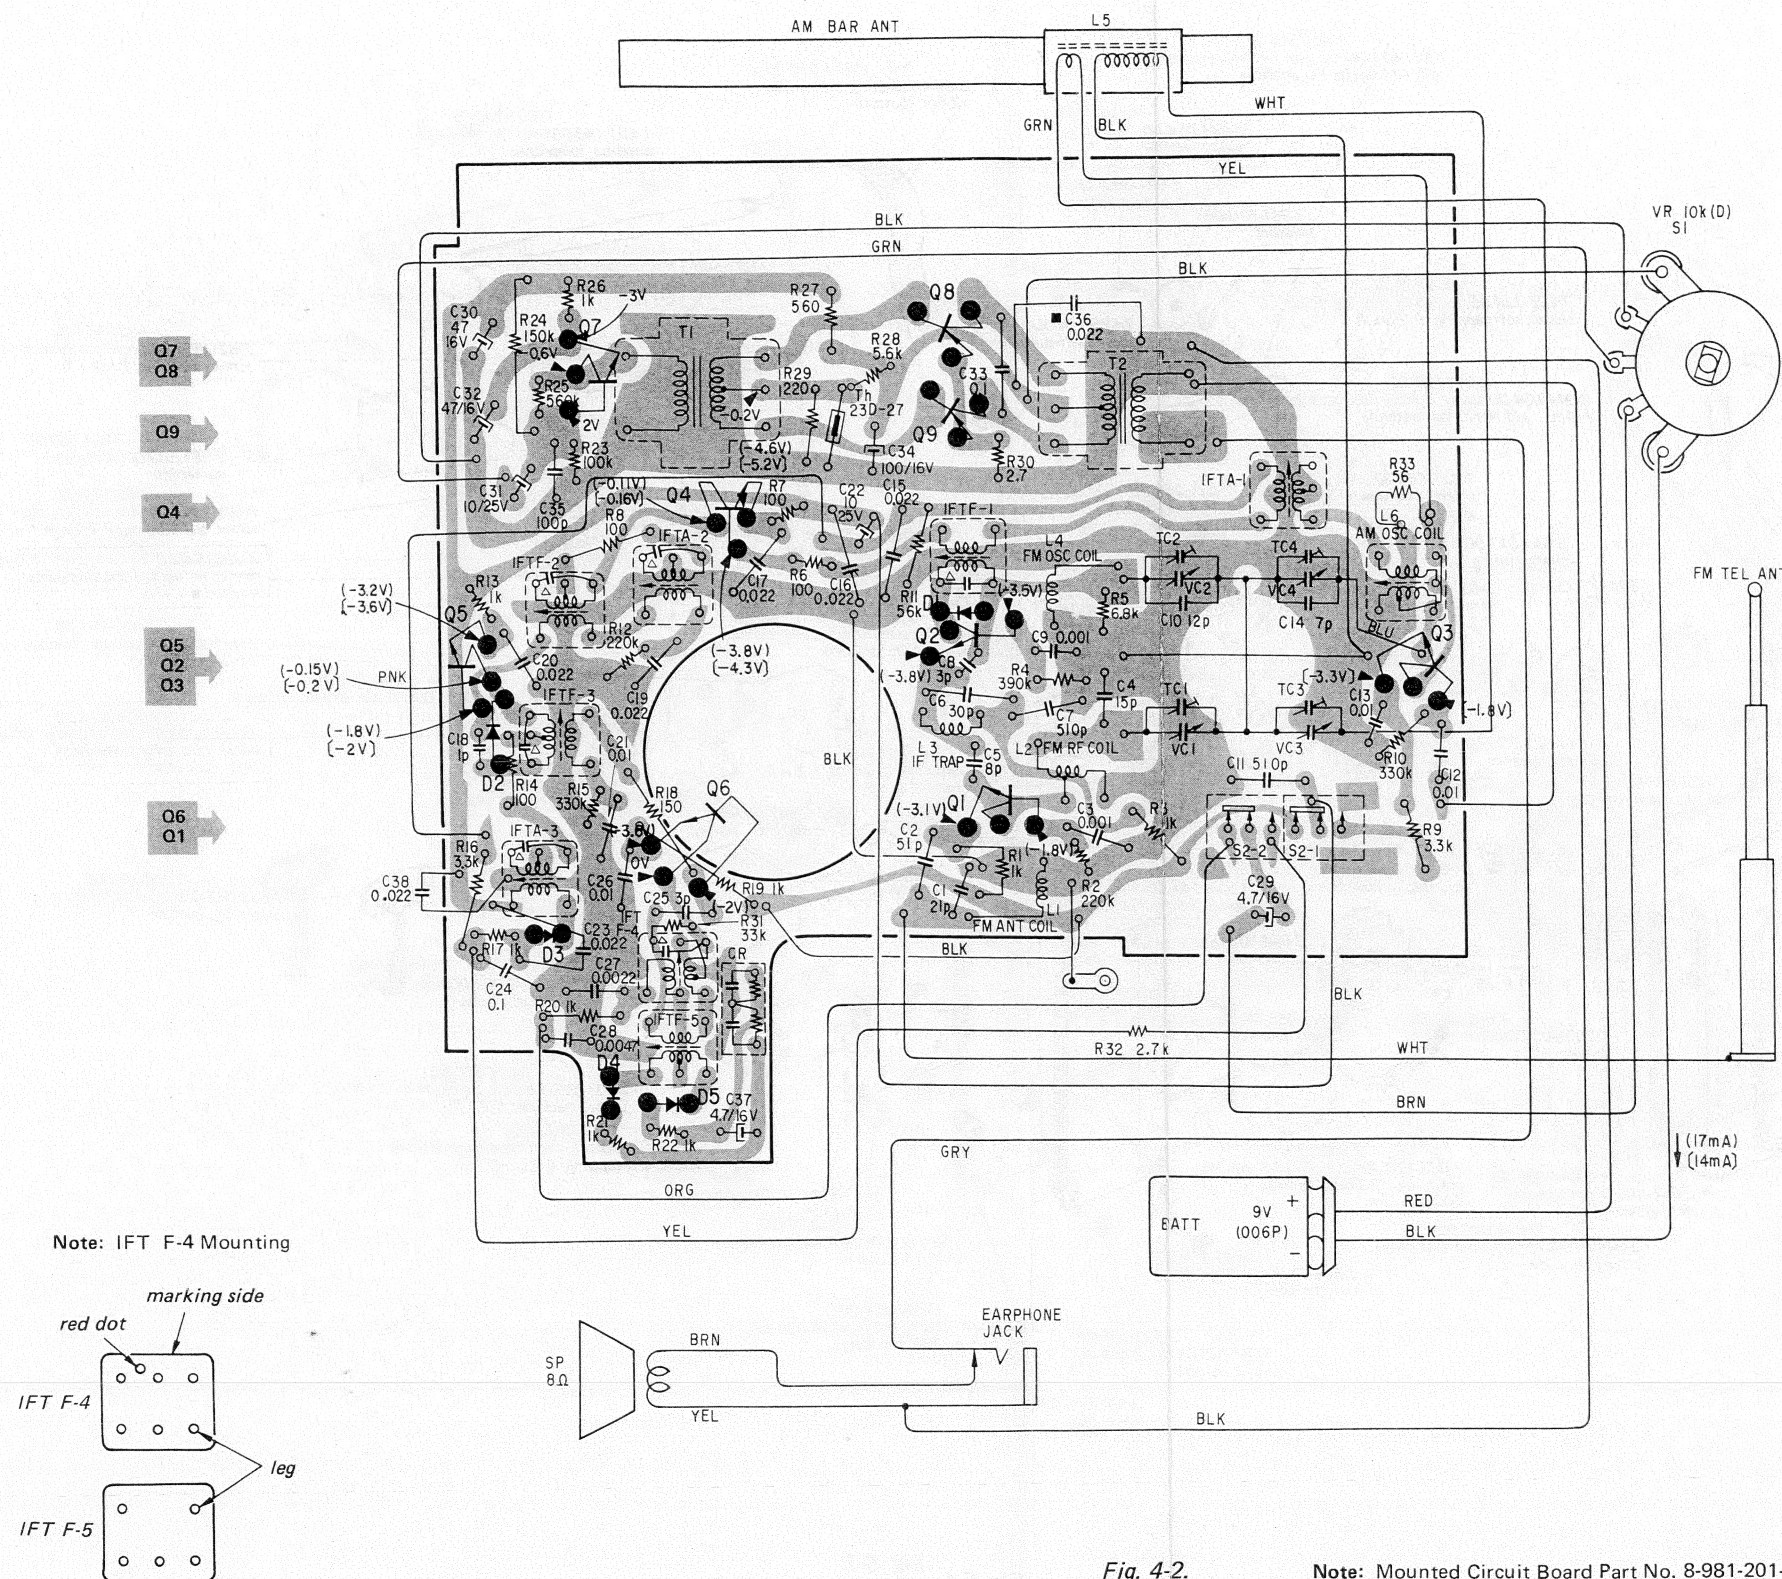 AM BAR ANT
L5
WHT
GRN
BLK
YEL
VR 10k(D)
S1
BLK
GRN
BLK
Q7
Q8
Q9
Q4
Q5
Q2
Q3
Q6
Q1
C30
47
16V
R26
1k
-3V
R24
150k
-0.6V
Q7
T1
R27
560
Q8
C36
0.022
R28
5.6k
R29
220
Th
23D-27
C33
0.1
T2
C32
47/16V
R25
560k
2V
-0.2V
R23
100k
(-4.6V)
[-5.2V]
Q9
C34
100/16V
R30
2.7
C31
10/25V
C35
100p
(-0.11V)
[-0.16V]
Q4
R7
100
C22
10
25V
C15
0.022
IFTA-1
R33
56
L6
AM OSC COIL
R8
100
IFTA-2
IFTF-1
L4
FM OSC COIL
TC2
TC4
FM TEL ANT
IFTF-2
C17
0.022
R6
100
C16
0.022
R11
56k
D1
(-3.5V)
R5
6.8k
VC2
VC4
C10 12p
C14 7p
BLU
Q3
(-3.2V)
[-3.6V]
R13
1k
Q5
R12
220k
(-3.8V)
[-4.3V]
Q2
C8
3p
(-3.8V)
C9 0.001
R4
390k
C4
15p
(-3.3V)
C13
0.01
(-0.15V)
[-0.2V]
PNK
C20
0.022
C19
0.022
IFTF-3
C6
30p
C7
510p
TC1
TC3
(-1.8V)
(-1.8V)
[-2V]
C18
1p
D2
R14
100
C21
0.01
BLK
L3
IF TRAP
C5
8p
L2 FM RF COIL
VC1
VC3
R10
330k
C12
0.01
C11 510p
R15
330k
R18
150
Q6
(-3.1V)
Q1
C3
0.001
R3
1k
C2
51p
(-1.8V)
R9
3.3k
S2-2
S2-1
IFTA-3
(-3.6V)
0V
R16
3.3k
C38
0.022
C26
0.01
C25 3p
R19 1k
(-2V)
R31
33k
C1
21p
R1
1k
L1
R2
220k
FM ANT COIL
C29
4.7/16V
R17 1k
D3
C23
0.022
IFT
F-4
CR
BLK
C24
0.1
C27
0.0022
R20 1k
C28
0.0047
IFTF-5
BLK
R32 2.7k
WHT
D4
D5
C37
4.7/16V
R21
1k
R22 1k
BRN
GRY
(17mA)
[14mA]
ORG
YEL
BATT
9V
(006P)
+
−
RED
BLK
Note: IFT F-4 Mounting
marking side
red dot
IFT F-4
leg
IFT F-5
SP
8Ω
BRN
YEL
EARPHONE
JACK
BLK
Fig. 4-2.
Note: Mounted Circuit Board Part No. 8-981-201-